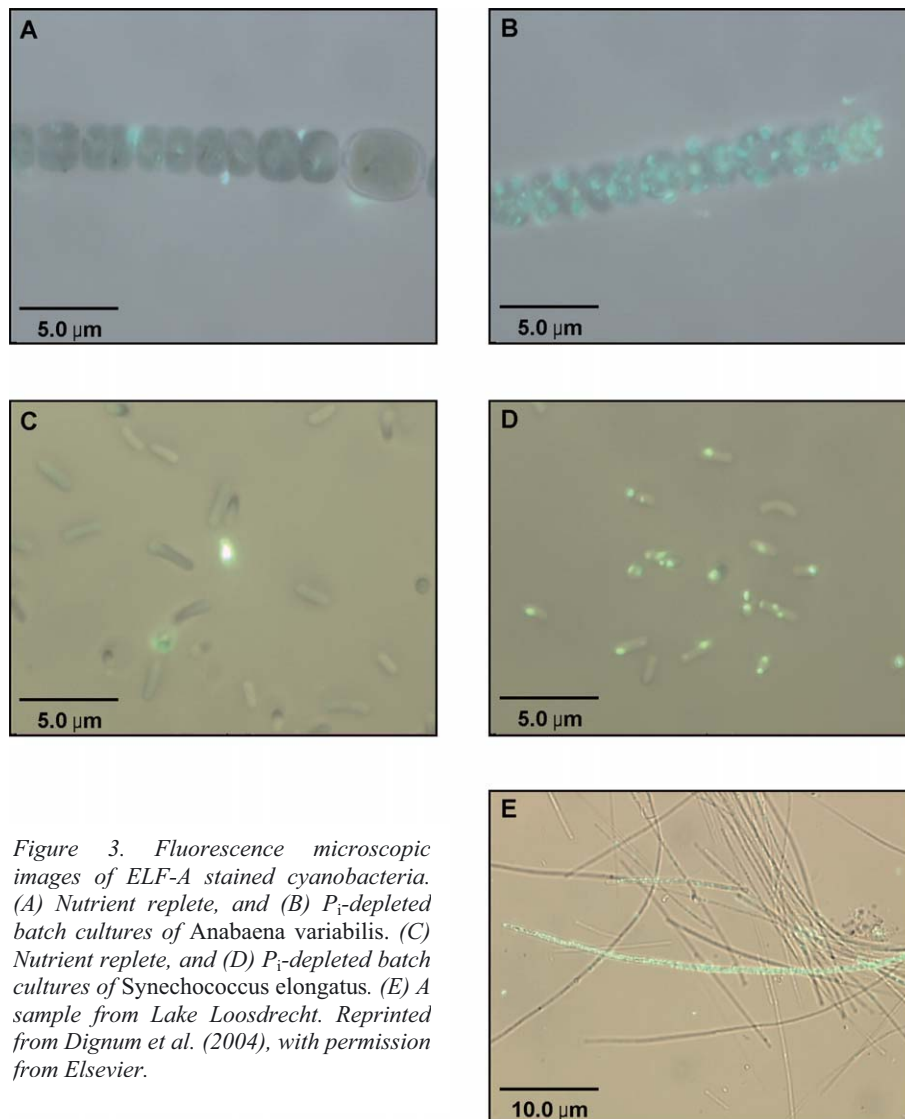 A
5.0 µm
B
5.0 µm
C
5.0 µm
D
5.0 µm
E
10.0 µm
Figure 3. Fluorescence microscopic
images of ELF-A stained cyanobacteria.
(A) Nutrient replete, and (B) Pi-depleted
batch cultures of Anabaena variabilis. (C)
Nutrient replete, and (D) Pi-depleted batch
cultures of Synechococcus elongatus. (E) A
sample from Lake Loosdrecht. Reprinted
from Dignum et al. (2004), with permission
from Elsevier.